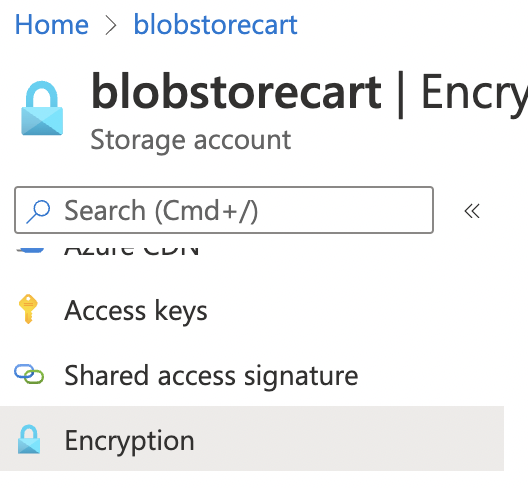 Home > blobstorecart
blobstorecart | Encry
Storage account
Search (Cmd+/)
«
Azure CDN
Access keys
Shared access signature
Encryption